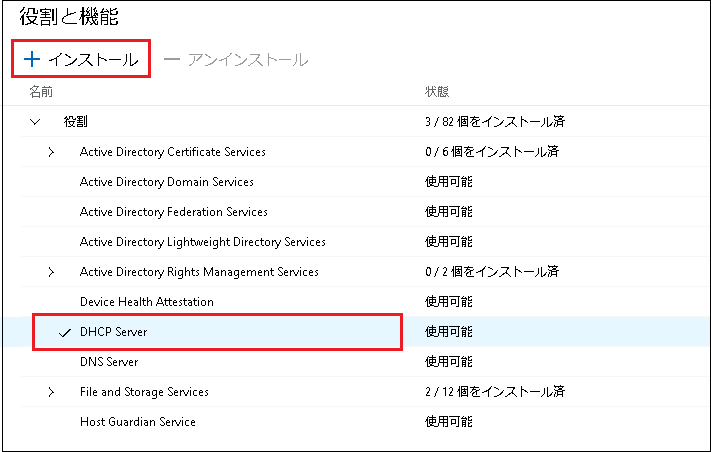 役割と機能
インストール アンインストール
名前 状態
役割 3 / 82 個をインストール済
Active Directory Certificate Services 0 / 6 個をインストール済
Active Directory Domain Services 使用可能
Active Directory Federation Services 使用可能
Active Directory Lightweight Directory Services 使用可能
Active Directory Rights Management Services 0 / 2 個をインストール済
Device Health Attestation 使用可能
DHCP Server 使用可能
DNS Server 使用可能
File and Storage Services 2 / 12 個をインストール済
Host Guardian Service 使用可能